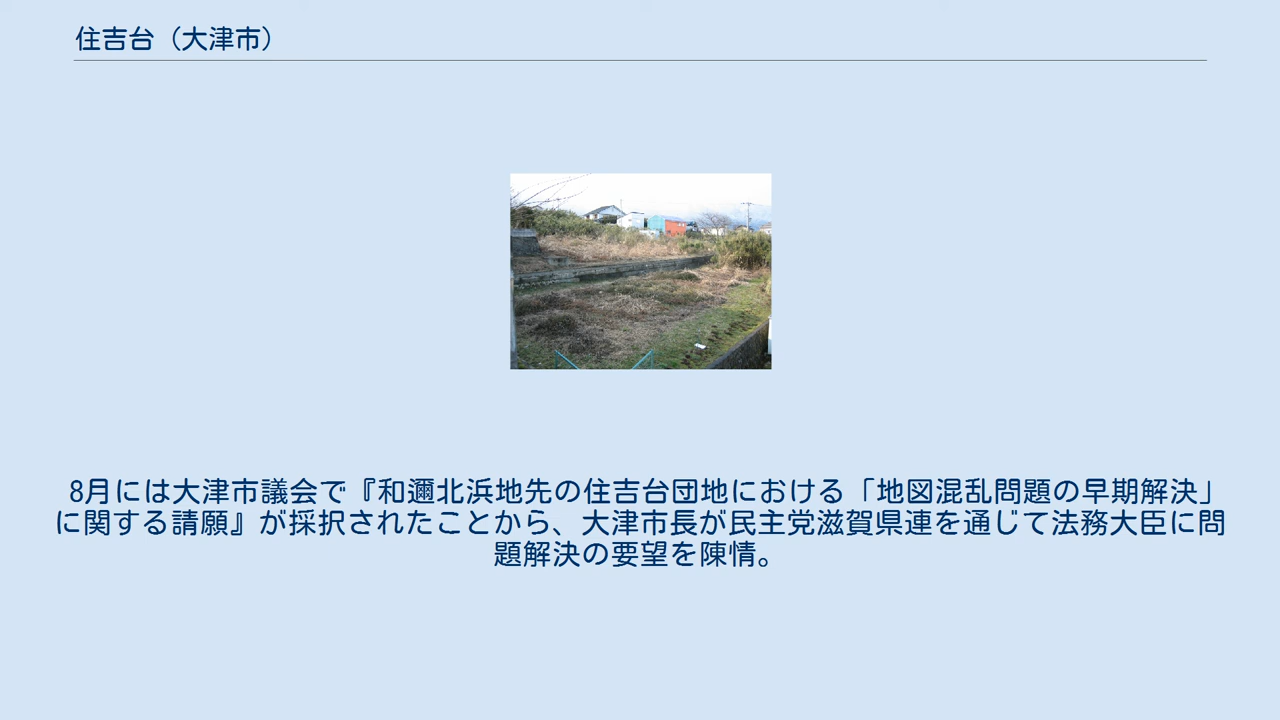 住吉台（大津市）
8月には大津市議会で『和邇北浜地先の住吉台団地における「地図混乱問題の早期解決」
に関する請願』が採択されたことから、大津市長が民主党滋賀県連を通じて法務大臣に問
題解決の要望を陳情。